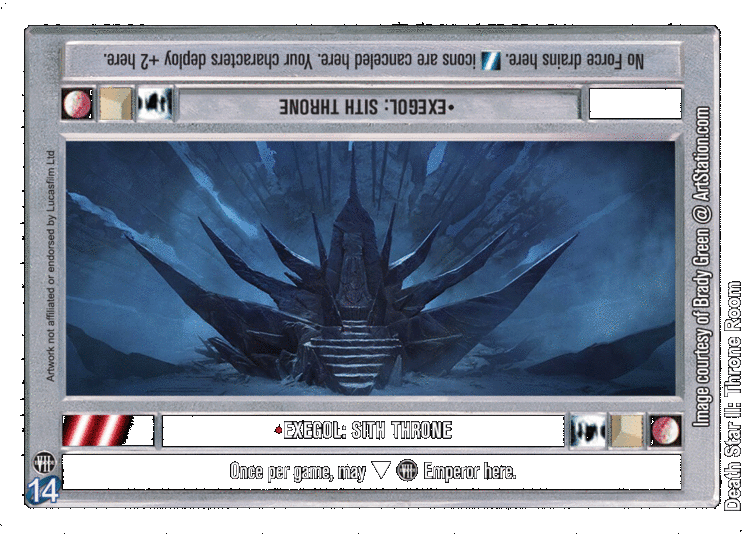 No Force drains here. icons are canceled here. Your characters deploy +2 here.
•EXEGOL: SITH THRONE
Artwork not affiliated or endorsed by Lucasfilm Ltd
Image courtesy of Brady Green @ ArtStation.com
Death Star II: Throne Room
•EXEGOL: SITH THRONE
Once per game, may ▽ Emperor here.
14